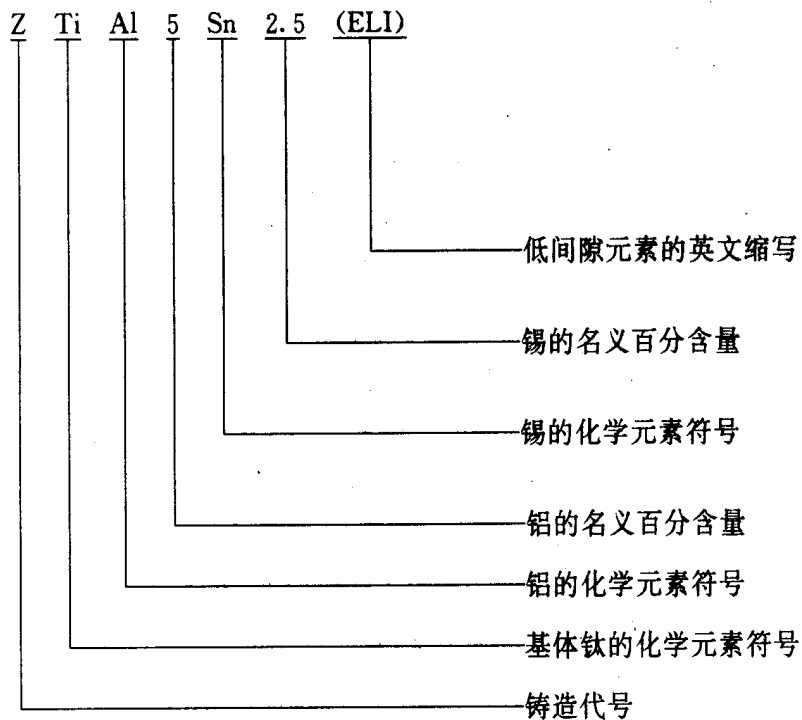 Z Ti Al 5 Sn 2.5 (ELI)
低间隙元素的英文缩写
锡的名义百分含量
锡的化学元素符号
铝的名义百分含量
铝的化学元素符号
基体钛的化学元素符号
铸造代号